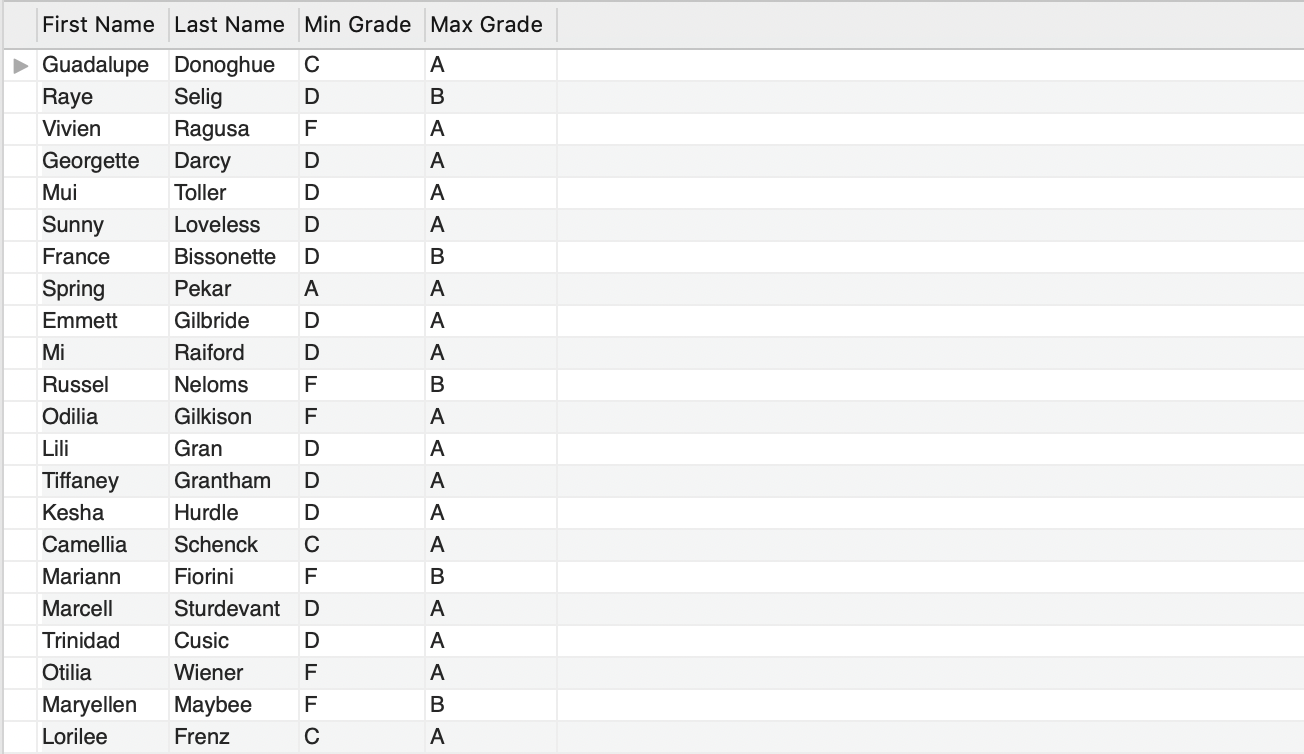 First Name Last Name Min Grade Max Grade
Guadalupe Donoghue C A
Raye Selig D B
Vivien Ragusa F A
Georgette Darcy D A
Mui Toller D A
Sunny Loveless D A
France Bissonette D B
Spring Pekar A A
Emmett Gilbride D A
Mi Raiford D A
Russel Neloms F B
Odilia Gilkison F A
Lili Gran D A
Tiffaney Grantham D A
Kesha Hurdle D A
Camellia Schenck C A
Mariann Fiorini F B
Marcell Sturdevant D A
Trinidad Cusic D A
Otilia Wiener F A
Maryellen Maybee F B
Lorilee Frenz C A